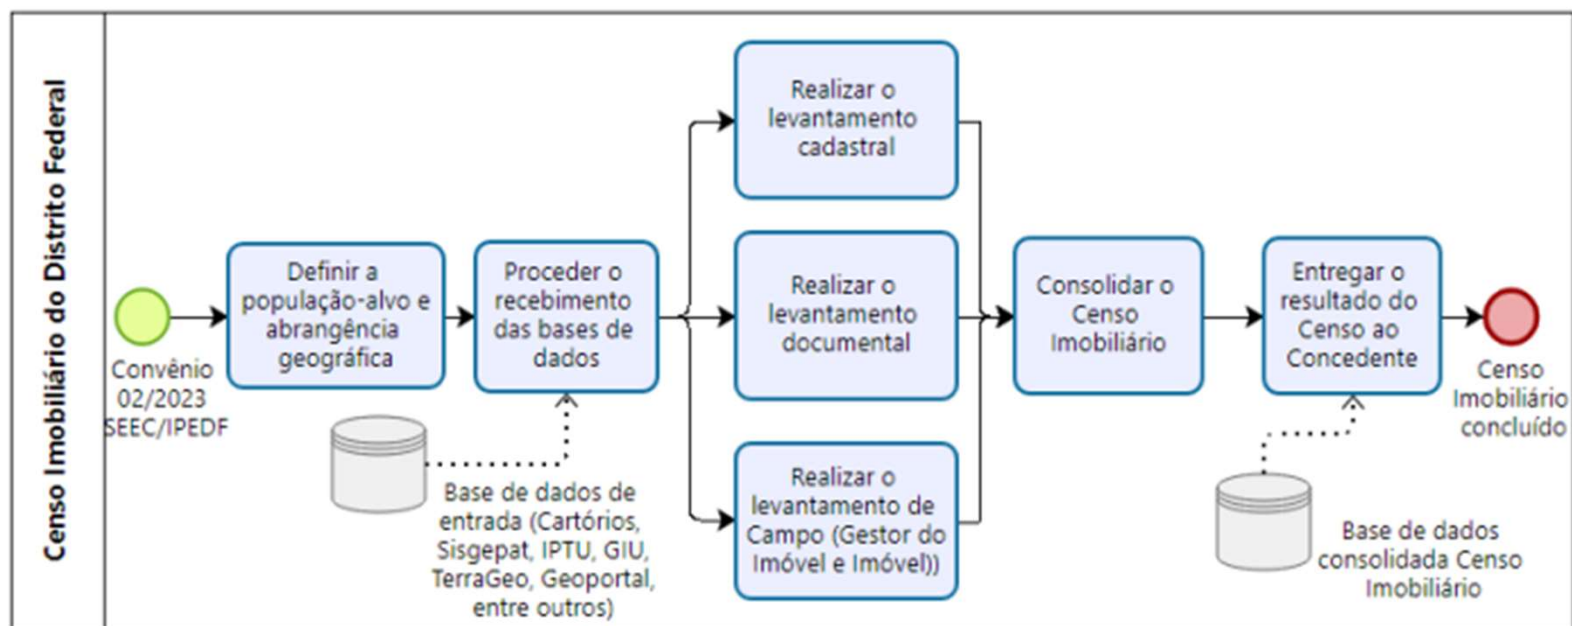 Censo Imobiliário do Distrito Federal
Convênio
02/2023
SEEC/IPEDF
Definir a
população-alvo e
abrangência
geográfica
Proceder o
recebimento
das bases de
dados
Base de dados de
entrada (Cartórios,
Sisgepat, IPTU, GIU,
TerraGeo, Geoportal,
entre outros)
Realizar o
levantamento
cadastral
Realizar o
levantamento
documental
Realizar o
levantamento de
Campo (Gestor do
Imóvel e Imóvel))
Consolidar o
Censo
Imobiliário
Entregar o
resultado do
Censo ao
Concedente
Base de dados
consolidada Censo
Imobiliário
Censo
Imobiliário
concluído